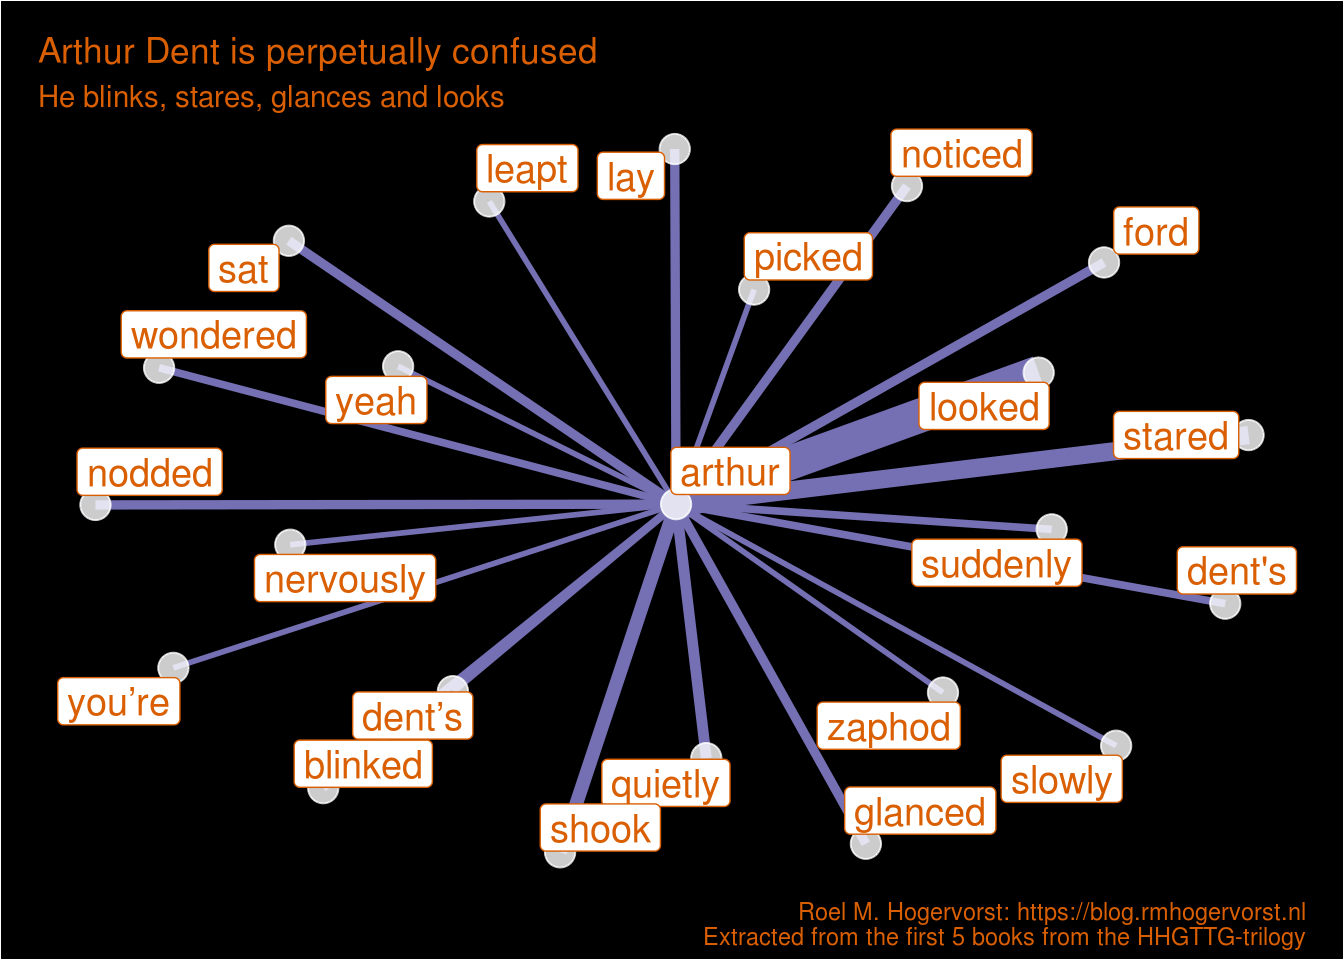 Arthur Dent is perpetually confused
He blinks, stares, glances and looks
noticed
leapt
lay
ford
picked
sat
wondered
yeah
looked
stared
arthur
nodded
suddenly
dent's
nervously
you’re
dent’s
zaphod
blinked
quietly
slowly
glanced
shook
Roel M. Hogervorst: https://blog.rmhogervorst.nl
Extracted from the first 5 books from the HHGTTG-trilogy